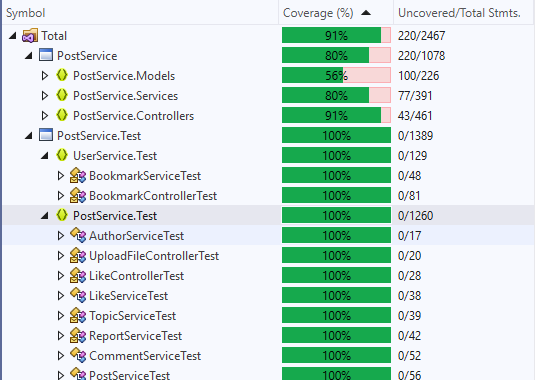 Symbol Coverage (%) Uncovered/Total Stmts.
Total 91% 220/2467
PostService 80% 220/1078
PostService.Models 56% 100/226
PostService.Services 80% 77/391
PostService.Controllers 91% 43/461
PostService.Test 100% 0/1389
UserService.Test 100% 0/129
BookmarkServiceTest 100% 0/48
BookmarkControllerTest 100% 0/81
PostService.Test 100% 0/1260
AuthorServiceTest 100% 0/17
UploadFileControllerTest 100% 0/20
LikeControllerTest 100% 0/28
LikeServiceTest 100% 0/38
TopicServiceTest 100% 0/39
ReportServiceTest 100% 0/42
CommentServiceTest 100% 0/52
PostServiceTest 100% 0/56